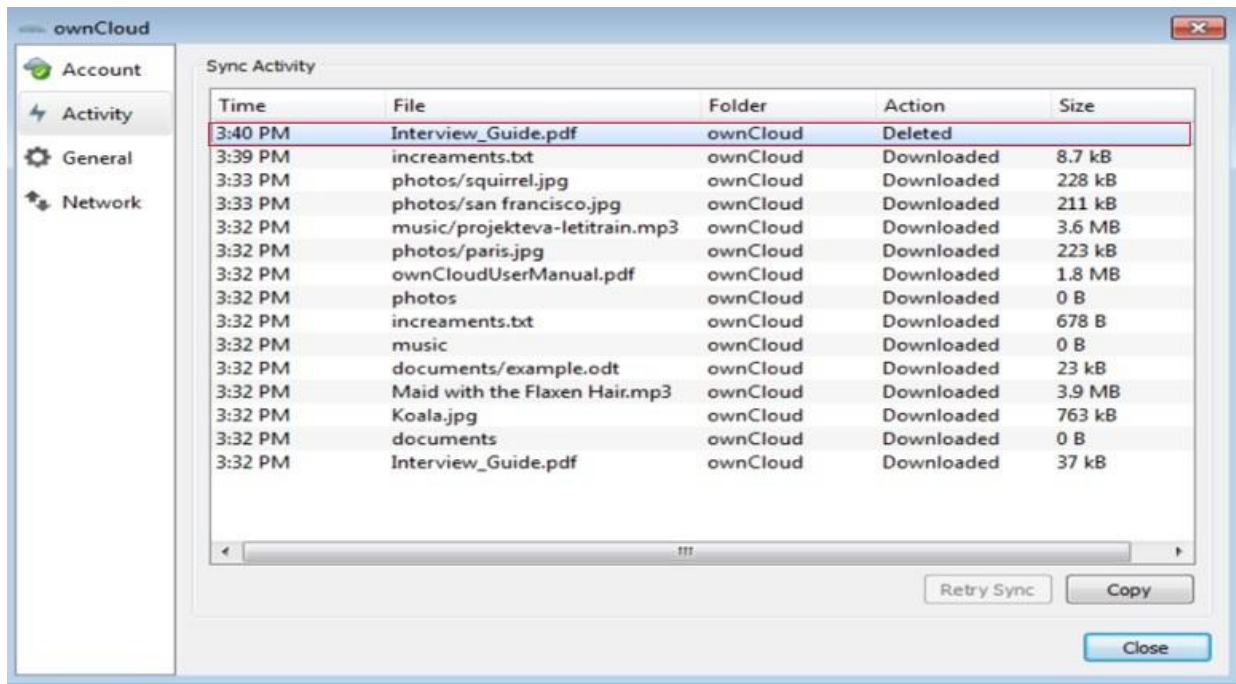 ownCloud
Account
Activity
General
Network
Sync Activity
Time File Folder Action Size
3:40 PM Interview_Guide.pdf ownCloud Deleted
3:39 PM increaments.txt ownCloud Downloaded 8.7 kB
3:33 PM photos/squirrel.jpg ownCloud Downloaded 228 kB
3:33 PM photos/san francisco.jpg ownCloud Downloaded 211 kB
3:32 PM music/projekteva-letitrain.mp3 ownCloud Downloaded 3.6 MB
3:32 PM photos/paris.jpg ownCloud Downloaded 223 kB
3:32 PM ownCloudUserManual.pdf ownCloud Downloaded 1.8 MB
3:32 PM photos ownCloud Downloaded 0 B
3:32 PM increaments.txt ownCloud Downloaded 678 B
3:32 PM music ownCloud Downloaded 0 B
3:32 PM documents/example.odt ownCloud Downloaded 23 kB
3:32 PM Maid with the Flaxen Hair.mp3 ownCloud Downloaded 3.9 MB
3:32 PM Koala.jpg ownCloud Downloaded 763 kB
3:32 PM documents ownCloud Downloaded 0 B
3:32 PM Interview_Guide.pdf ownCloud Downloaded 37 kB
Retry Sync Copy
Close